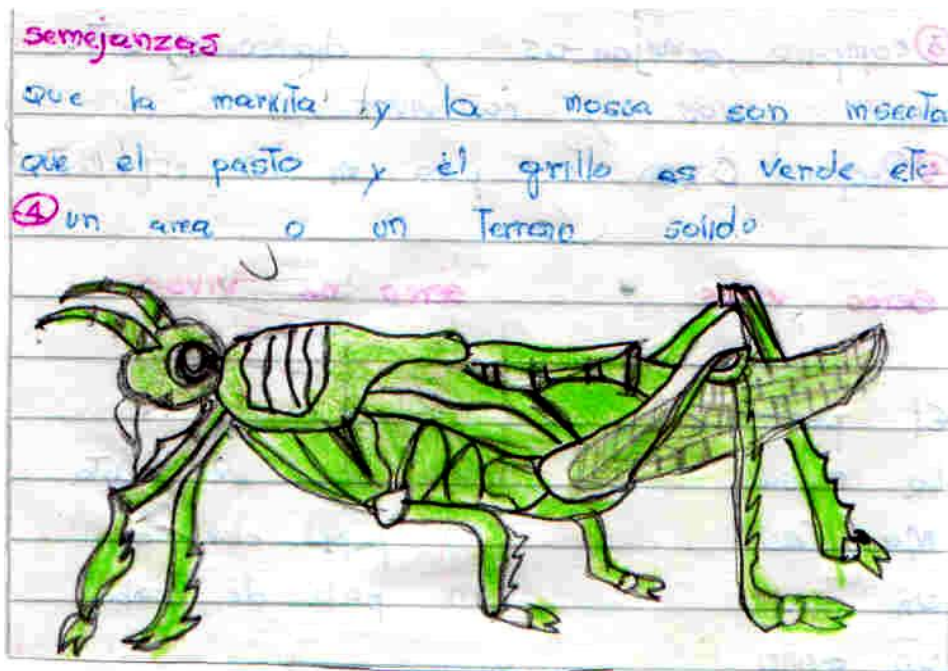 semejanzas
Que la markita y la mosca son insecta
que el pasto y él grillo es verde etc
④ un area o un Terreno solido